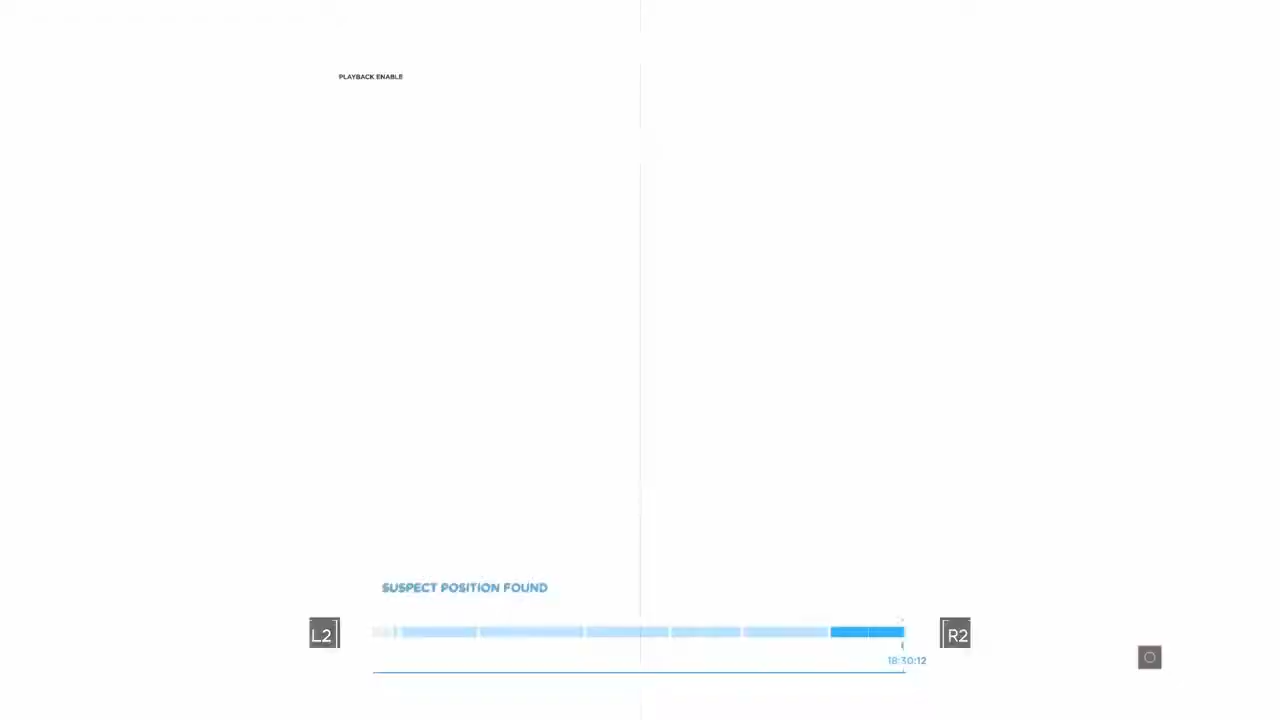 PLAYBACK ENABLE
SUSPECT POSITION FOUND
L2
R2
18:30:12